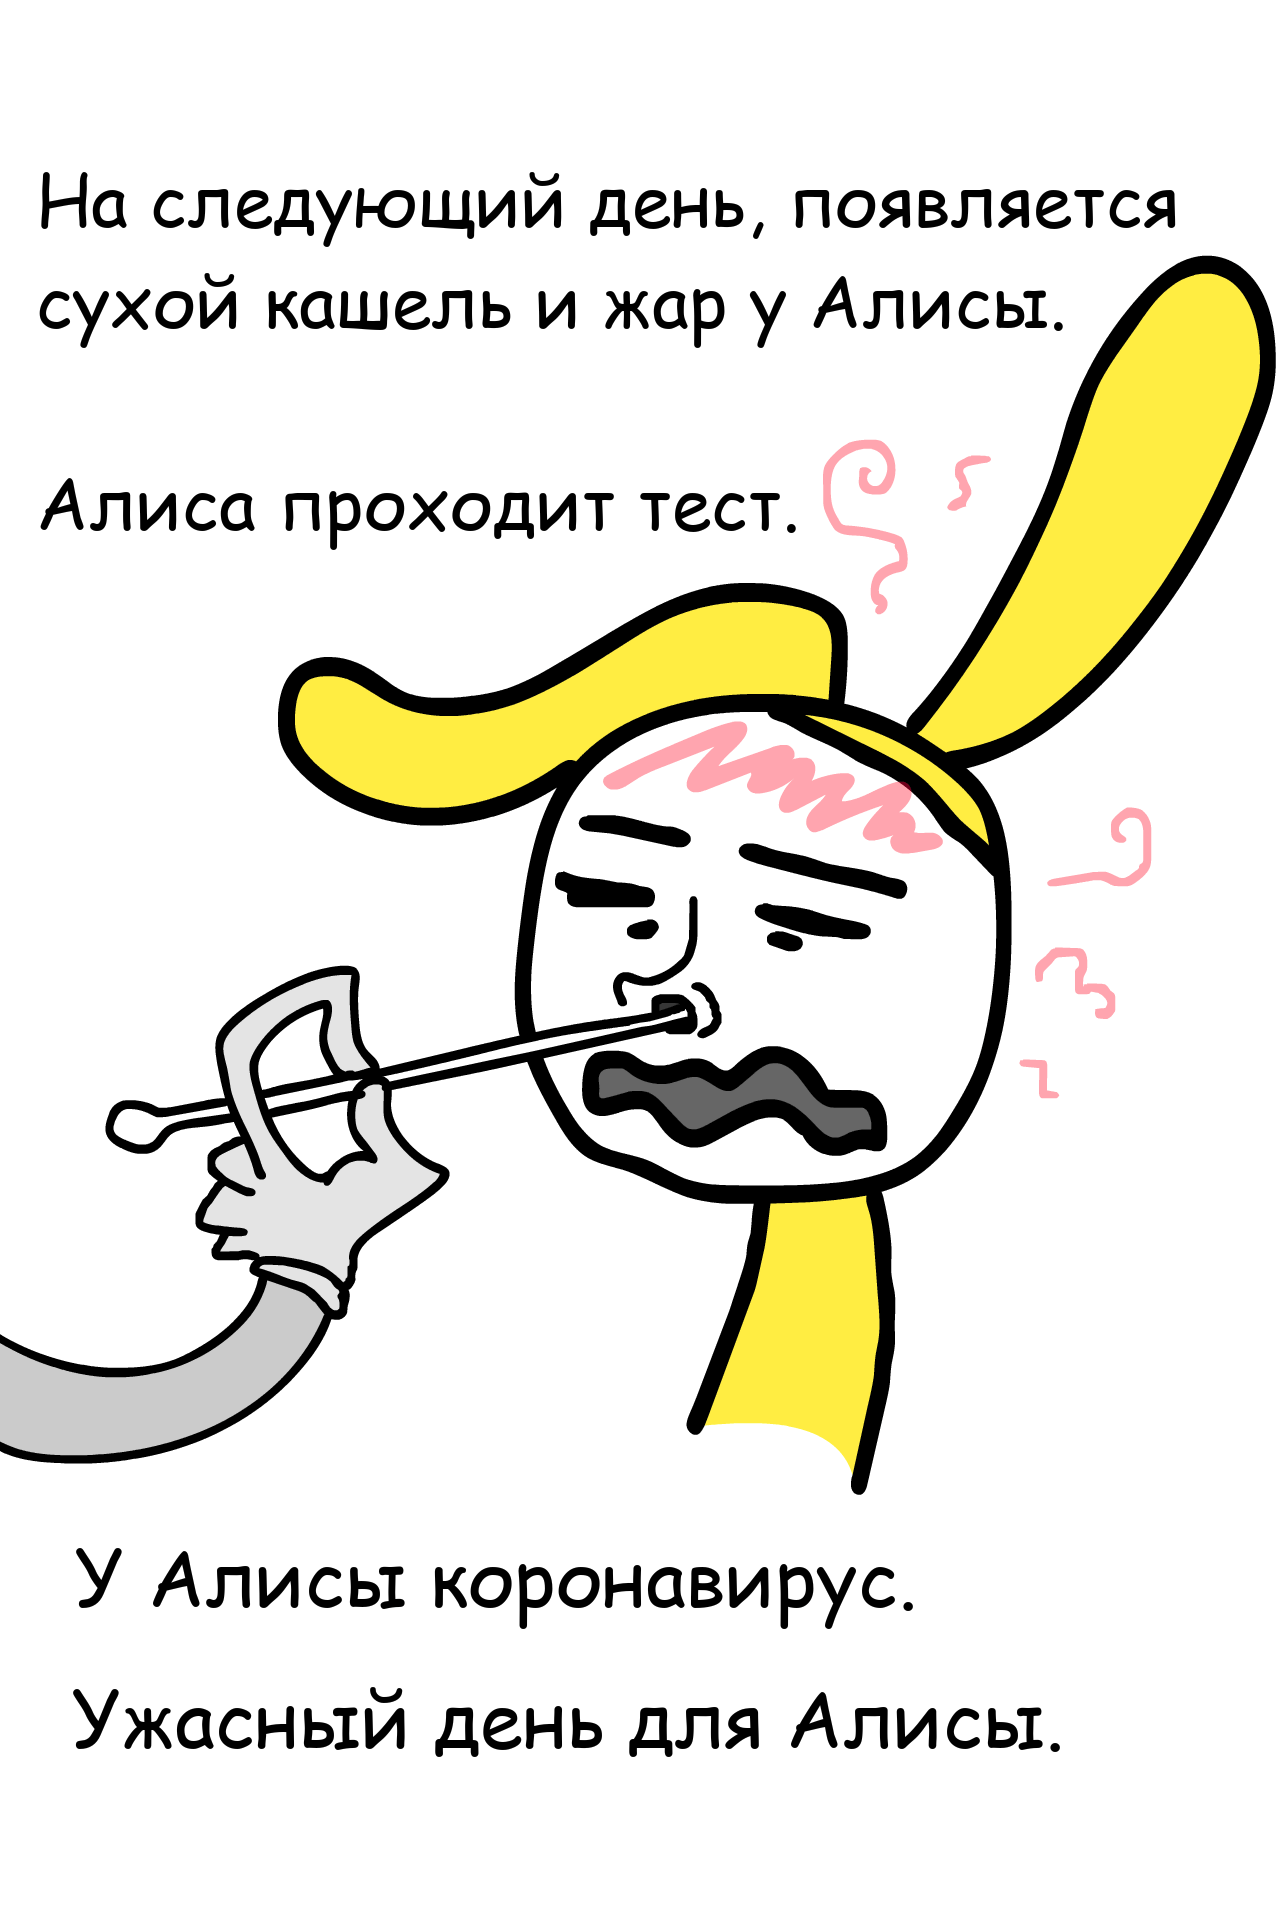 На следующий день, появляется
сухой кашель и жар у Алисы.
Алиса проходит тест.
У Алисы коронавирус.
Ужасный день для Алисы.